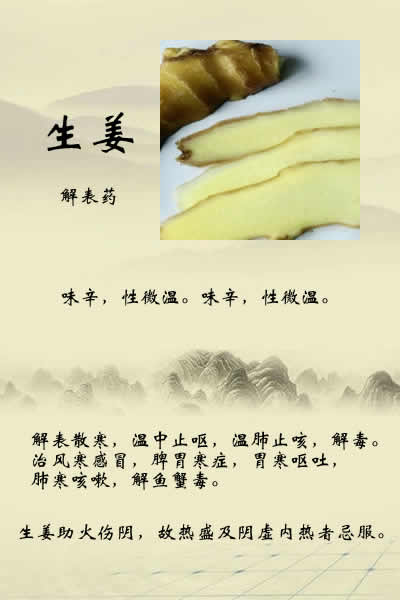 生姜
解表药
味辛，性微温。味辛，性微温。
解表散寒，温中止呕，温肺止咳，解毒。
治风寒感冒，脾胃寒症，胃寒呕吐，
肺寒咳嗽，解鱼蟹毒。
生姜助火伤阴，故热盛及阴虚内热者忌服。